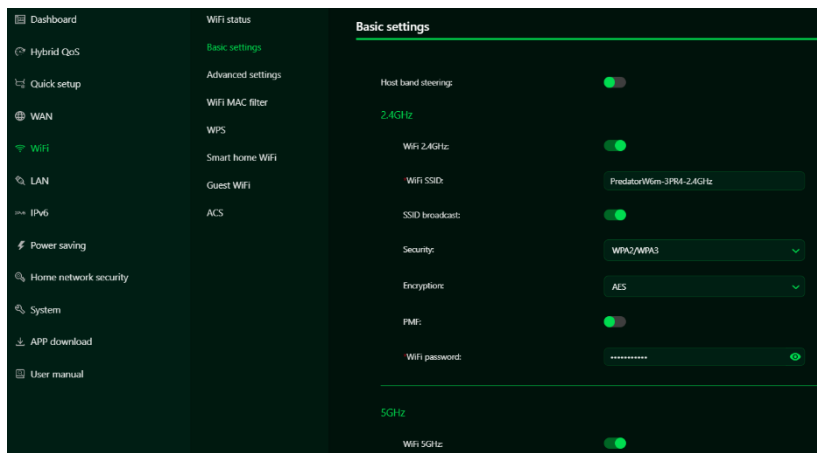 Dashboard
Hybrid QoS
Quick setup
WAN
WiFi
LAN
IPv6
Power saving
Home network security
System
APP download
User manual
WiFi status
Basic settings
Advanced settings
WiFi MAC filter
WPS
Smart home WiFi
Guest WiFi
ACS
Basic settings
Host band steering:
2.4GHz
WiFi 2.4GHz:
*WiFi SSID: PredatorW6m-3PR4-2.4GHz
SSID broadcast:
Security: WPA2/WPA3
Encryption: AES
PMF:
*WiFi password: •••••••••••
5GHz
WiFi 5GHz: